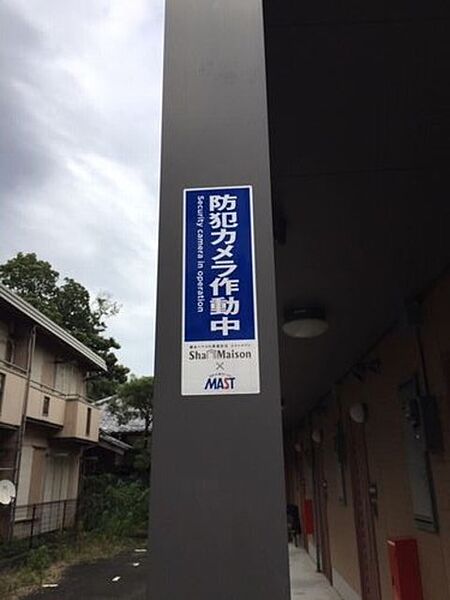 防犯カメラ作動中
Security camera in operation
Sha Maison
×
MAST